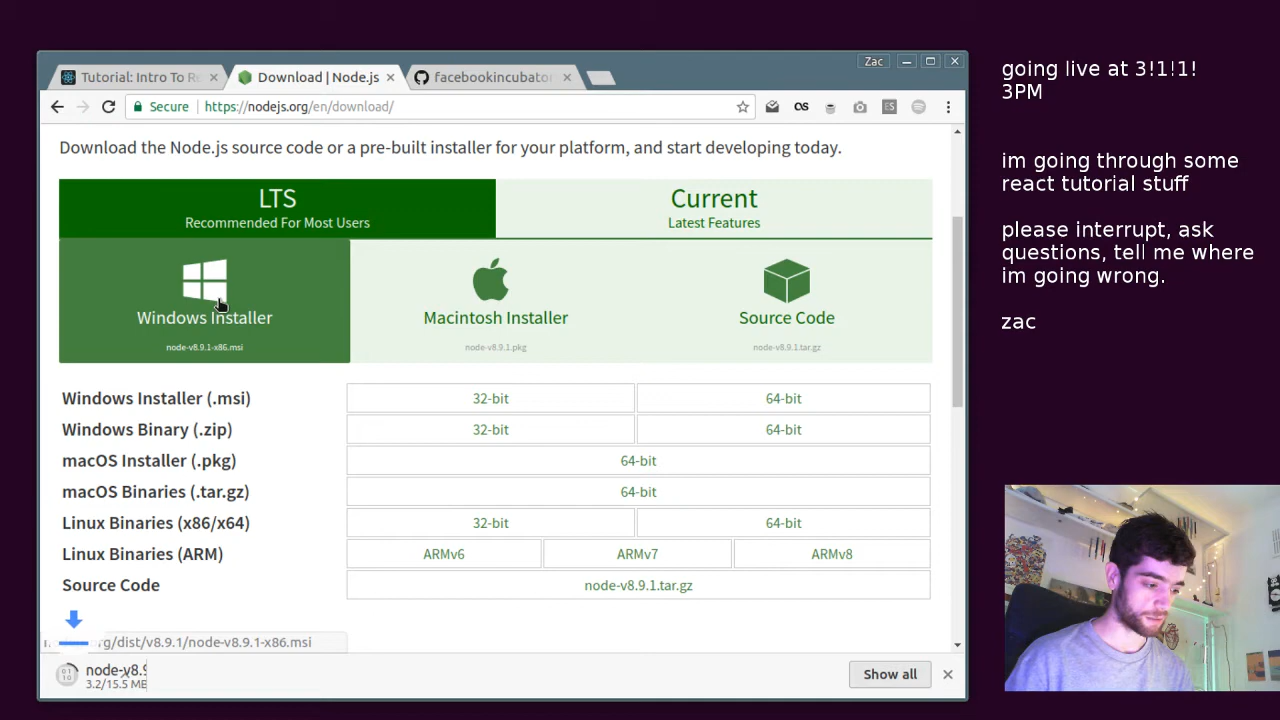 Zac
Tutorial: Intro To Re
Download | Node.js
facebookincubato
Secure
https://nodejs.org/en/download/
OS
ES
Download the Node.js source code or a pre-built installer for your platform, and start developing today.
LTS
Recommended For Most Users
Current
Latest Features
Windows Installer
node-v8.9.1-x86.msi
Macintosh Installer
node-v8.9.1.pkg
Source Code
node-v8.9.1.tar.gz
Windows Installer (.msi)
32-bit
64-bit
Windows Binary (.zip)
32-bit
64-bit
macOS Installer (.pkg)
64-bit
macOS Binaries (.tar.gz)
64-bit
Linux Binaries (x86/x64)
32-bit
64-bit
Linux Binaries (ARM)
ARMv6
ARMv7
ARMv8
Source Code
node-v8.9.1.tar.gz
rg/dist/v8.9.1/node-v8.9.1-x86.msi
node-v8.9
3.2/15.5 MB
Show all
going live at 3!1!1!
3PM
im going through some
react tutorial stuff
please interrupt, ask
questions, tell me where
im going wrong.
zac